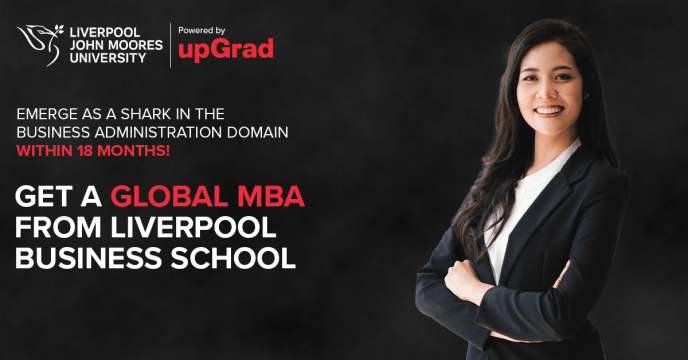 LIVERPOOL
JOHN MOORES
UNIVERSITY
Powered by
upGrad
EMERGE AS A SHARK IN THE
BUSINESS ADMINISTRATION DOMAIN
WITHIN 18 MONTHS!
GET A GLOBAL MBA
FROM LIVERPOOL
BUSINESS SCHOOL